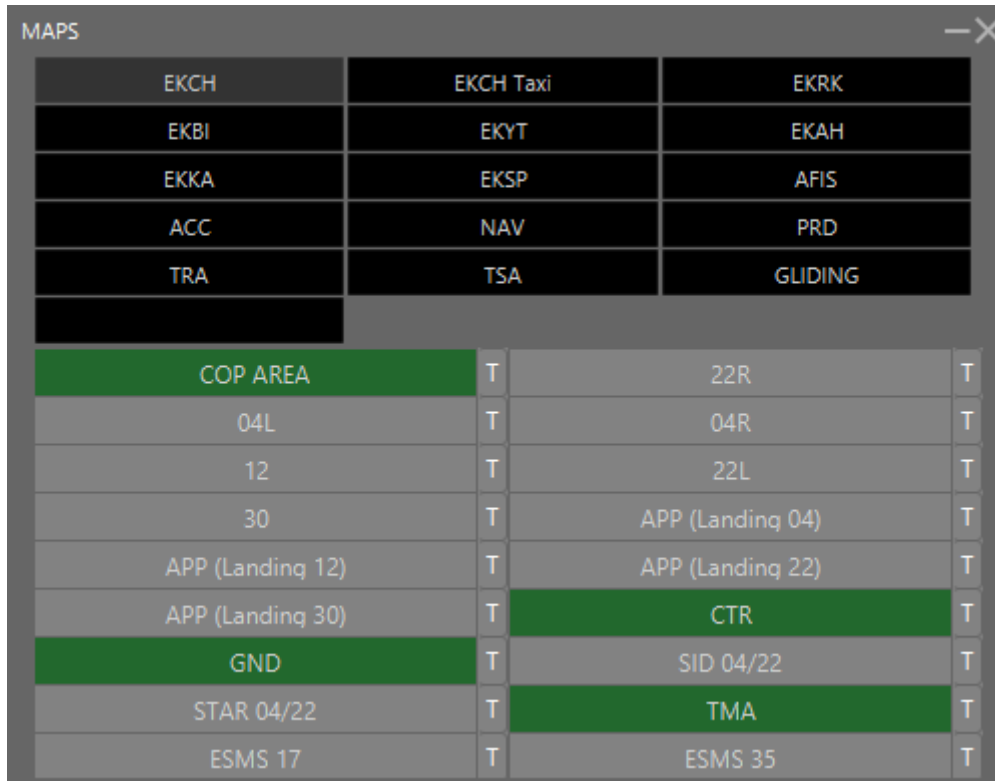 MAPS
EKCH EKCH Taxi EKRK
EKBI EKYT EKAH
EKKA EKSP AFIS
ACC NAV PRD
TRA TSA GLIDING
COP AREA T 22R T
04L T 04R T
12 T 22L T
30 T APP (Landing 04) T
APP (Landing 12) T APP (Landing 22) T
APP (Landing 30) T CTR T
GND T SID 04/22 T
STAR 04/22 T TMA T
ESMS 17 T ESMS 35 T